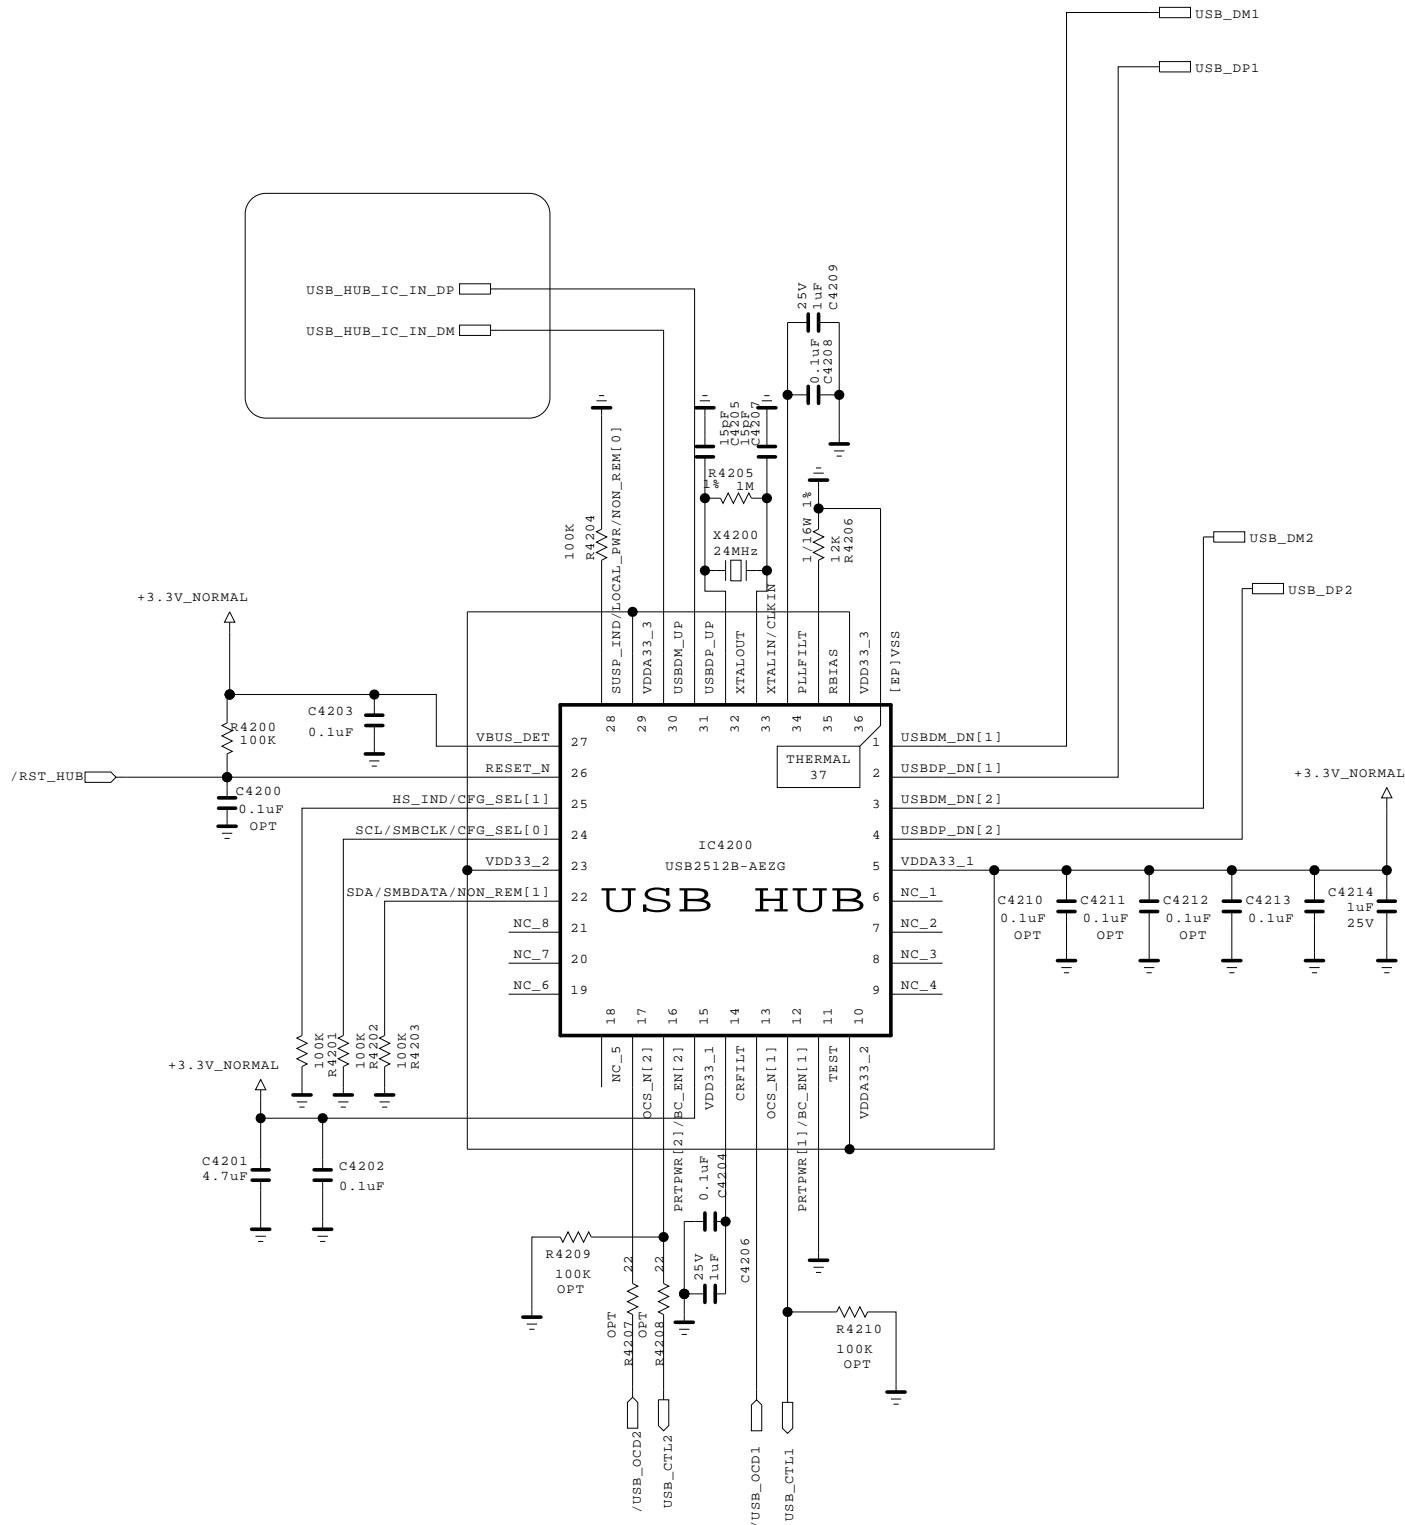 USB_DM1
USB_DP1
USB_HUB_IC_IN_DP
USB_HUB_IC_IN_DM
25V
1uF
C4209
0.1uF
C4208
15pF
C4205
15pF
C4207
R4205
1%
1M
X4200
24MHz
100K
R4204
1/16W 1%
12K
R4206
USB_DM2
USB_DP2
+3.3V_NORMAL
SUSP_IND/LOCAL_PWR/NON_REM[0]
VDDA33_3
USBDM_UP
USBDP_UP
XTALOUT
XTALIN/CLKIN
PLLFILT
RBIAS
VDD33_3
[EP]VSS
28
29
30
31
32
33
34
35
36
R4200
100K
C4203
0.1uF
/RST_HUB
C4200
0.1uF
OPT
VBUS_DET
27
RESET_N
26
HS_IND/CFG_SEL[1]
25
SCL/SMBCLK/CFG_SEL[0]
24
VDD33_2
23
SDA/SMBDATA/NON_REM[1]
22
NC_8
21
NC_7
20
NC_6
19
THERMAL
37
IC4200
USB2512B-AEZG
USB HUB
1
USBDM_DN[1]
2
USBDP_DN[1]
3
USBDM_DN[2]
4
USBDP_DN[2]
5
VDDA33_1
6
NC_1
7
NC_2
8
NC_3
9
NC_4
+3.3V_NORMAL
C4210
0.1uF
OPT
C4211
0.1uF
OPT
C4212
0.1uF
OPT
C4213
0.1uF
C4214
1uF
25V
18
17
16
15
14
13
12
11
10
NC_5
OCS_N[2]
PRTPWR[2]/BC_EN[2]
VDD33_1
CRFILT
OCS_N[1]
PRTPWR[1]/BC_EN[1]
TEST
VDDA33_2
100K
R4201
100K
R4202
100K
R4203
+3.3V_NORMAL
C4201
4.7uF
C4202
0.1uF
0.1uF
C4204
25V
1uF
C4206
R4209
100K
OPT
22
OPT
R4207
22
OPT
R4208
R4210
100K
OPT
/USB_OCD2
USB_CTL2
/USB_OCD1
USB_CTL1